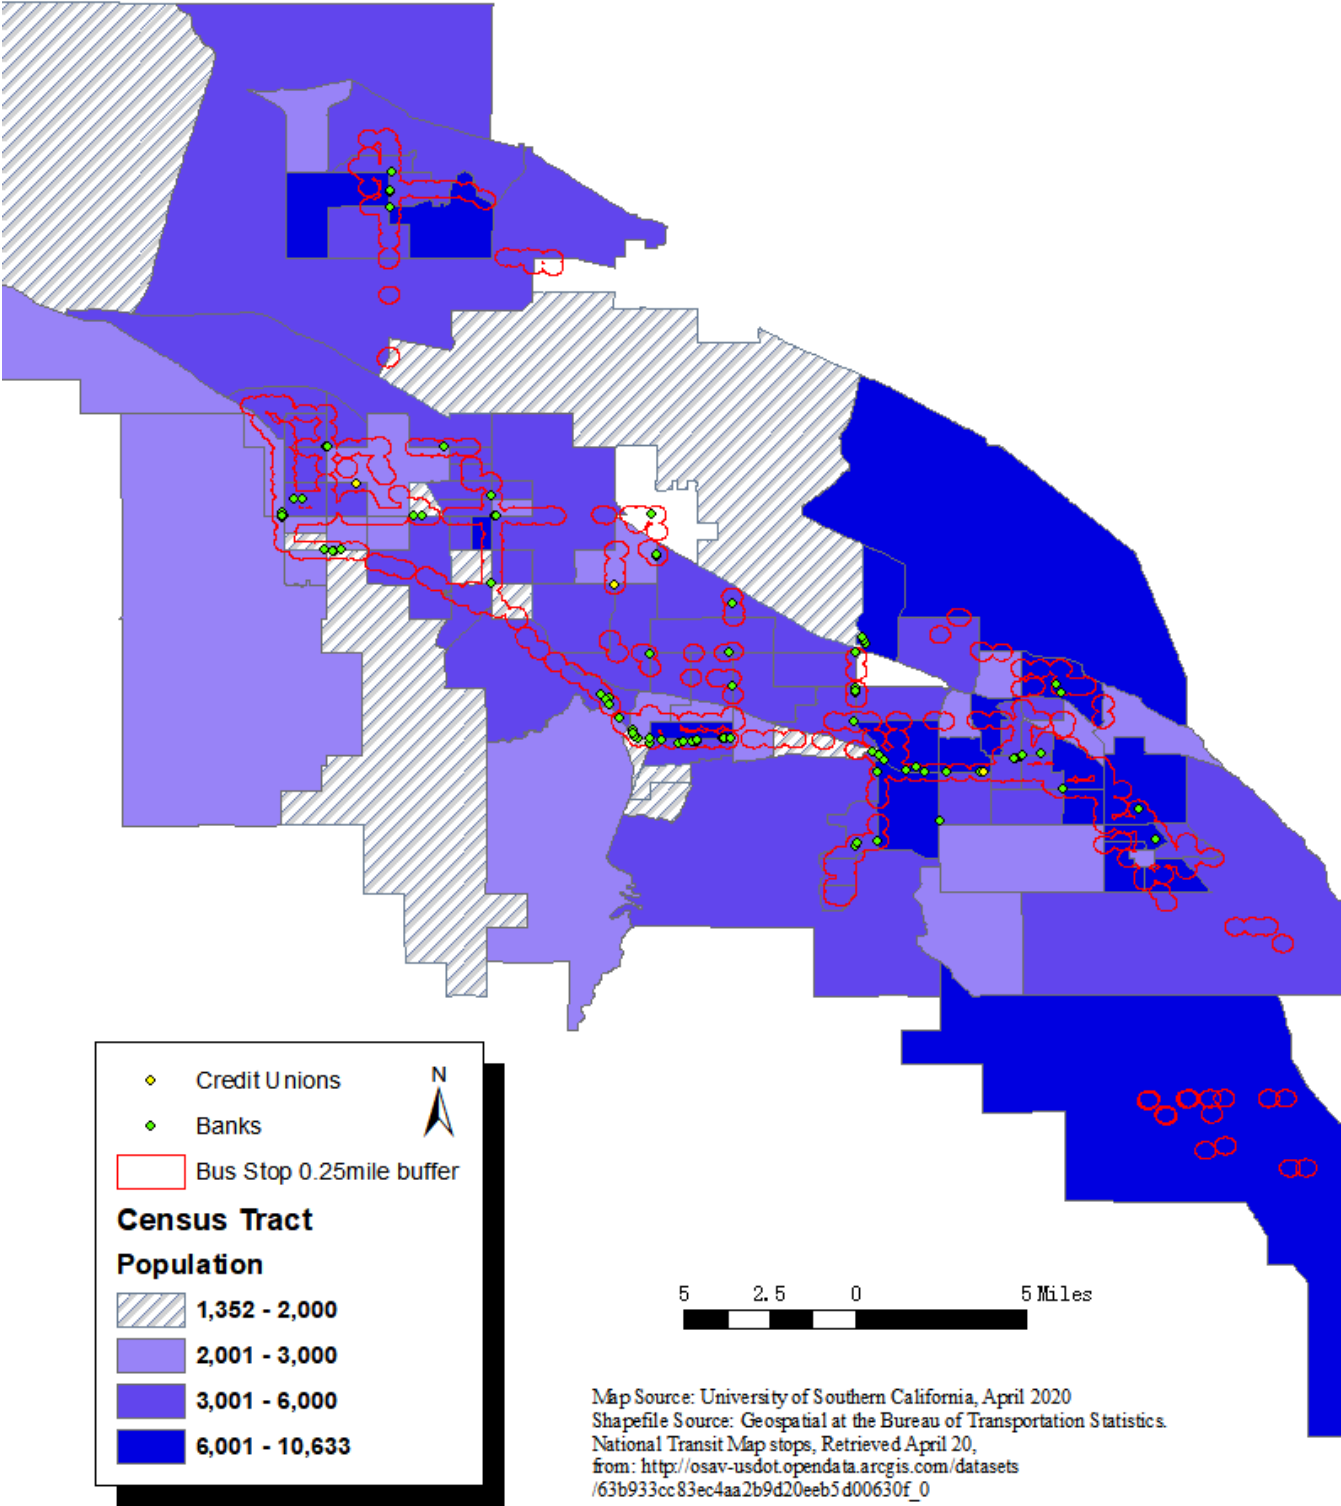 Credit Unions
N
Banks
Bus Stop 0.25mile buffer
Census Tract
Population
1,352 - 2,000
2,001 - 3,000
3,001 - 6,000
6,001 - 10,633
5 2.5 0 5 Miles
Map Source: University of Southern California, April 2020
Shapefile Source: Geospatial at the Bureau of Transportation Statistics.
National Transit Map stops, Retrieved April 20,
from: http://osav-usdot.opendata.arcgis.com/datasets
/63b933cc83ec4aa2b9d20eeb5d00630f_0